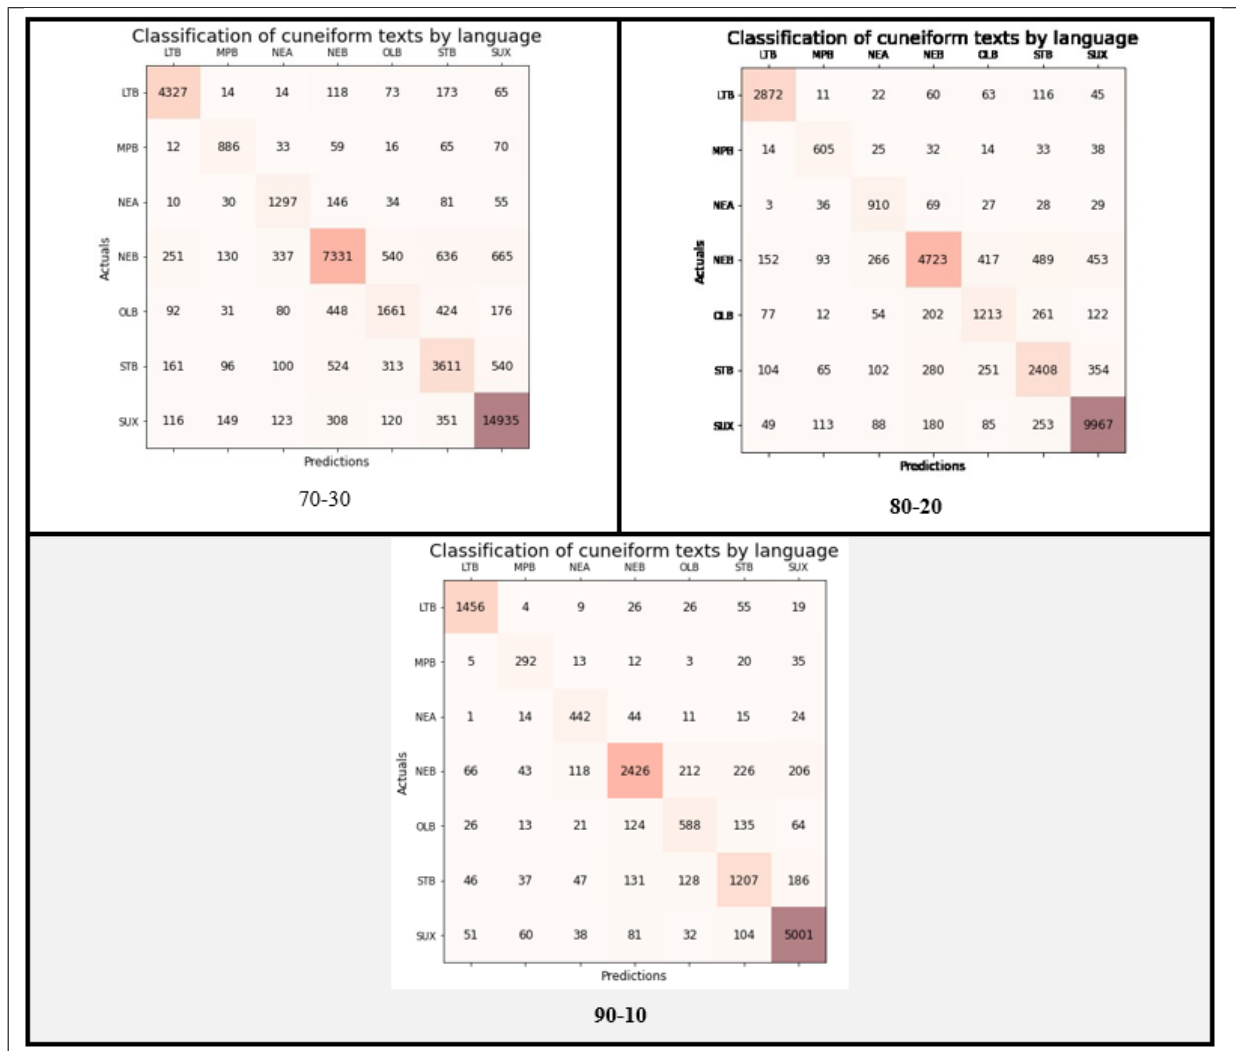 Classification of cuneiform texts by language
LTB MPB NEA NEB OLB STB SUX
LTB 4327 14 14 118 73 173 65
MPB 12 886 33 59 16 65 70
NEA 10 30 1297 146 34 81 55
NEB 251 130 337 7331 540 636 665
OLB 92 31 80 448 1661 424 176
STB 161 96 100 524 313 3611 540
SUX 116 149 123 308 120 351 14935
Actuals
Predictions
70-30
Classification of cuneiform texts by language
LTB MPB NEA NEB OLB STB SUX
LTB 2872 11 22 60 63 116 45
MPB 14 605 25 32 14 33 38
NEA 3 36 910 69 27 28 29
NEB 152 93 266 4723 417 489 453
OLB 77 12 54 202 1213 261 122
STB 104 65 102 280 251 2408 354
SUX 49 113 88 180 85 253 9967
Actuals
Predictions
80-20
Classification of cuneiform texts by language
LTB MPB NEA NEB OLB STB SUX
LTB 1456 4 9 26 26 55 19
MPB 5 292 13 12 3 20 35
NEA 1 14 442 44 11 15 24
NEB 66 43 118 2426 212 226 206
OLB 26 13 21 124 588 135 64
STB 46 37 47 131 128 1207 186
SUX 51 60 38 81 32 104 5001
Actuals
Predictions
90-10